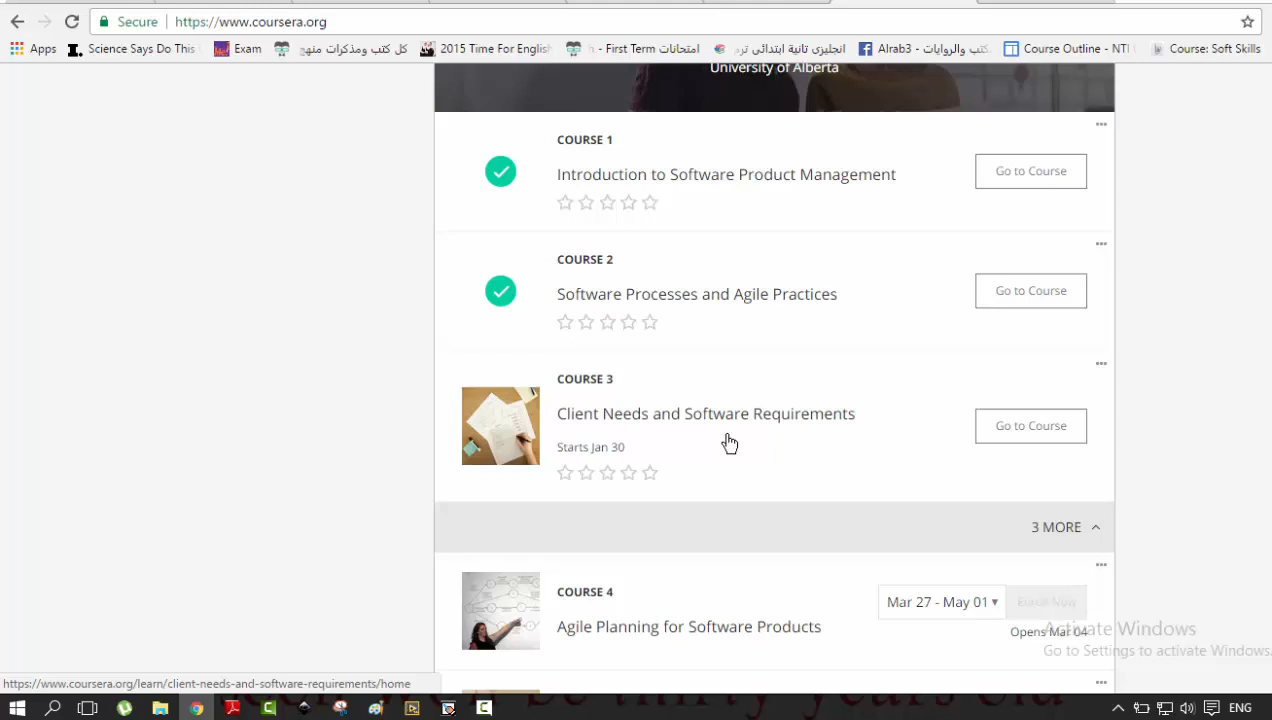 Secure https://www.coursera.org
Apps Science Says Do This Exam كل كتب ومذكرات منهج 2015 Time For English امتحانات First Term - انجليزي ثانية ابتدائى تر Alrab3 Course Outline - NTI Course: Soft Skills
University of Alberta
COURSE 1
Introduction to Software Product Management
Go to Course
COURSE 2
Software Processes and Agile Practices
Go to Course
COURSE 3
Client Needs and Software Requirements
Starts Jan 30
Go to Course
3 MORE
COURSE 4
Agile Planning for Software Products
Mar 27 - May 01
Enroll Now
Opens Mar 04
Activate Windows
Go to Settings to activate Windows.
https://www.coursera.org/learn/client-needs-and-software-requirements/home
ENG